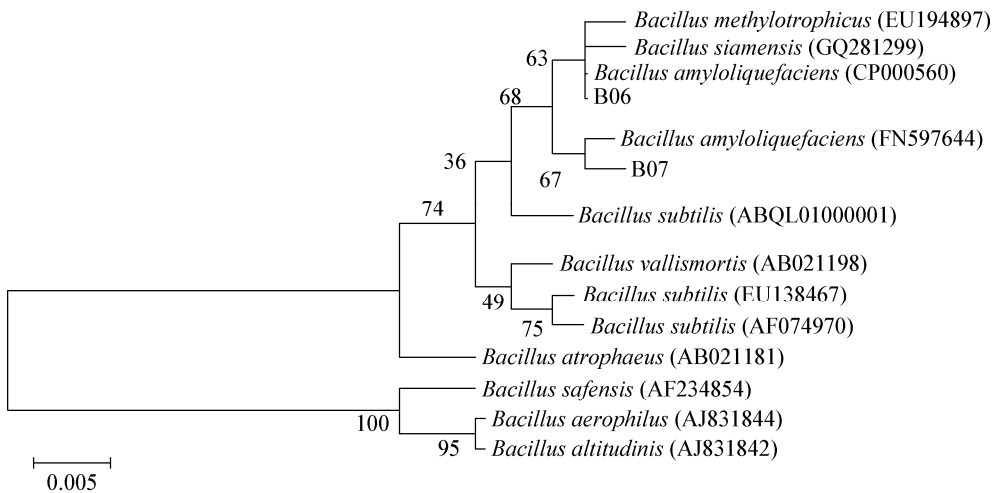 Bacillus methylotrophicus (EU194897)
63
Bacillus siamensis (GQ281299)
Bacillus amyloliquefaciens (CP000560)
68
B06
Bacillus amyloliquefaciens (FN597644)
36
67
B07
74
Bacillus subtilis (ABQL01000001)
Bacillus vallismortis (AB021198)
49
Bacillus subtilis (EU138467)
75
Bacillus subtilis (AF074970)
Bacillus atrophaeus (AB021181)
Bacillus safensis (AF234854)
100
Bacillus aerophilus (AJ831844)
95
Bacillus altitudinis (AJ831842)
0.005